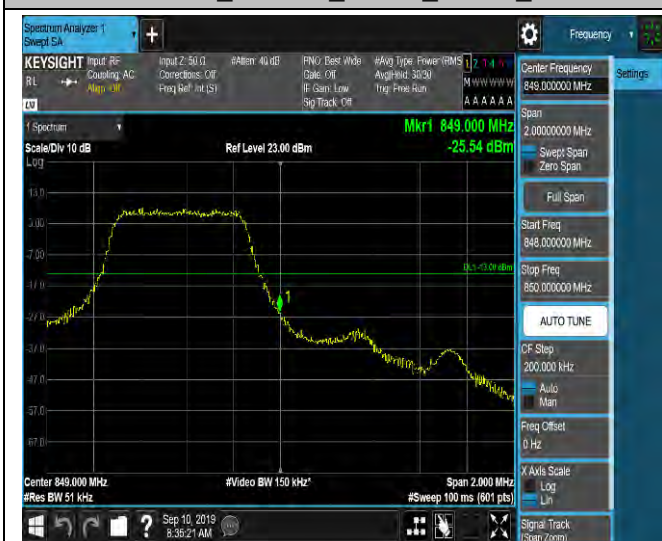 Spectrum Analyzer 1
Swept SA
+
Frequency
KEYSIGHT
Input: RF
Input Z: 50 Ω
#Atten: 40 dB
PNO: Best Wide
#Avg Type: Power (RMS
1 2
RL
Coupling: AC
Corrections: Off
Gate: Off
Avg|Hold: 30/30
Align: Off
Freq Ref: Int (S)
IF Gain: Low
Trig: Free Run
M W W W W W
Sig Track: Off
A A A A A A
Settings
Center Frequency
849.000000 MHz
1 Spectrum
Mkr1 849.000 MHz
Scale/Div 10 dB
Ref Level 23.00 dBm
-25.54 dBm
Log
13.0
3.00
-7.00
DL1 -13.00 dBm
-17.0
1
-27.0
-37.0
-47.0
-57.0
-67.0
Center 849.000 MHz
#Video BW 150 kHz*
Span 2.000 MHz
#Res BW 51 kHz
#Sweep 100 ms (601 pts)
Span
2.00000000 MHz
Swept Span
Zero Span
Full Span
Start Freq
848.000000 MHz
Stop Freq
850.000000 MHz
AUTO TUNE
CF Step
200.000 kHz
Auto
Man
Freq Offset
0 Hz
X Axis Scale
Log
Lin
Signal Track
(Span Zoom)
?
Sep 10, 2019
8:35:21 AM